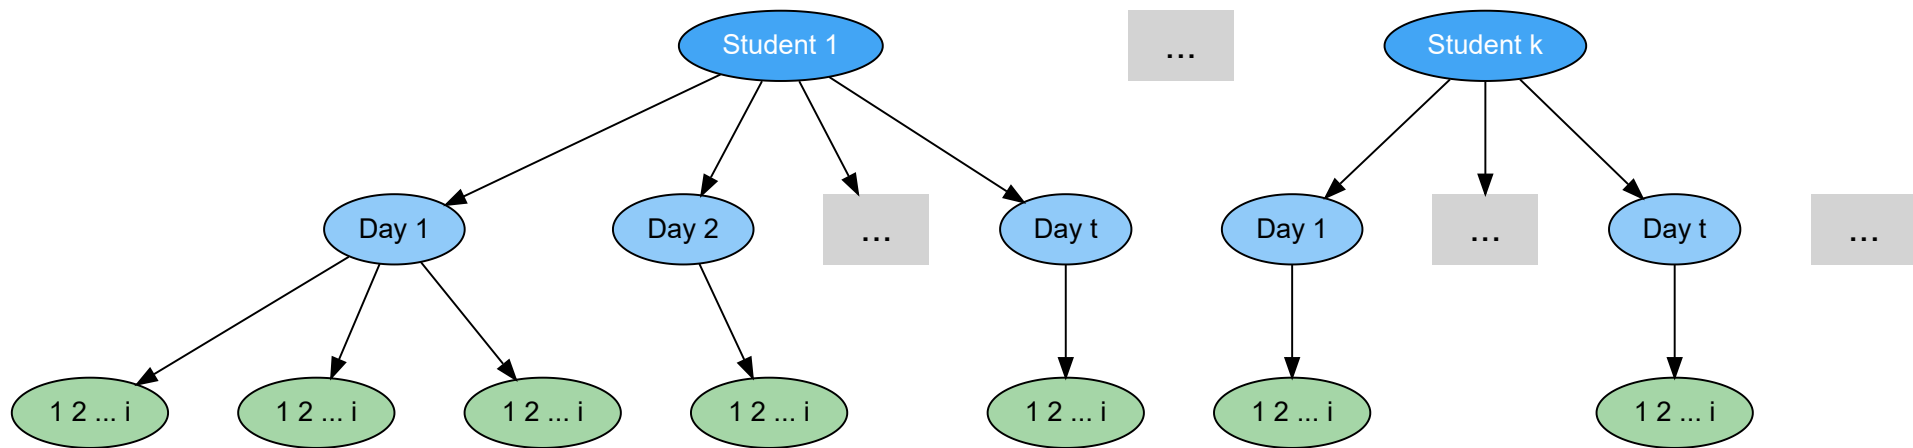 Student 1
...
Student k
Day 1
Day 2
...
Day t
Day 1
...
Day t
...
1 2 ... i
1 2 ... i
1 2 ... i
1 2 ... i
1 2 ... i
1 2 ... i
1 2 ... i